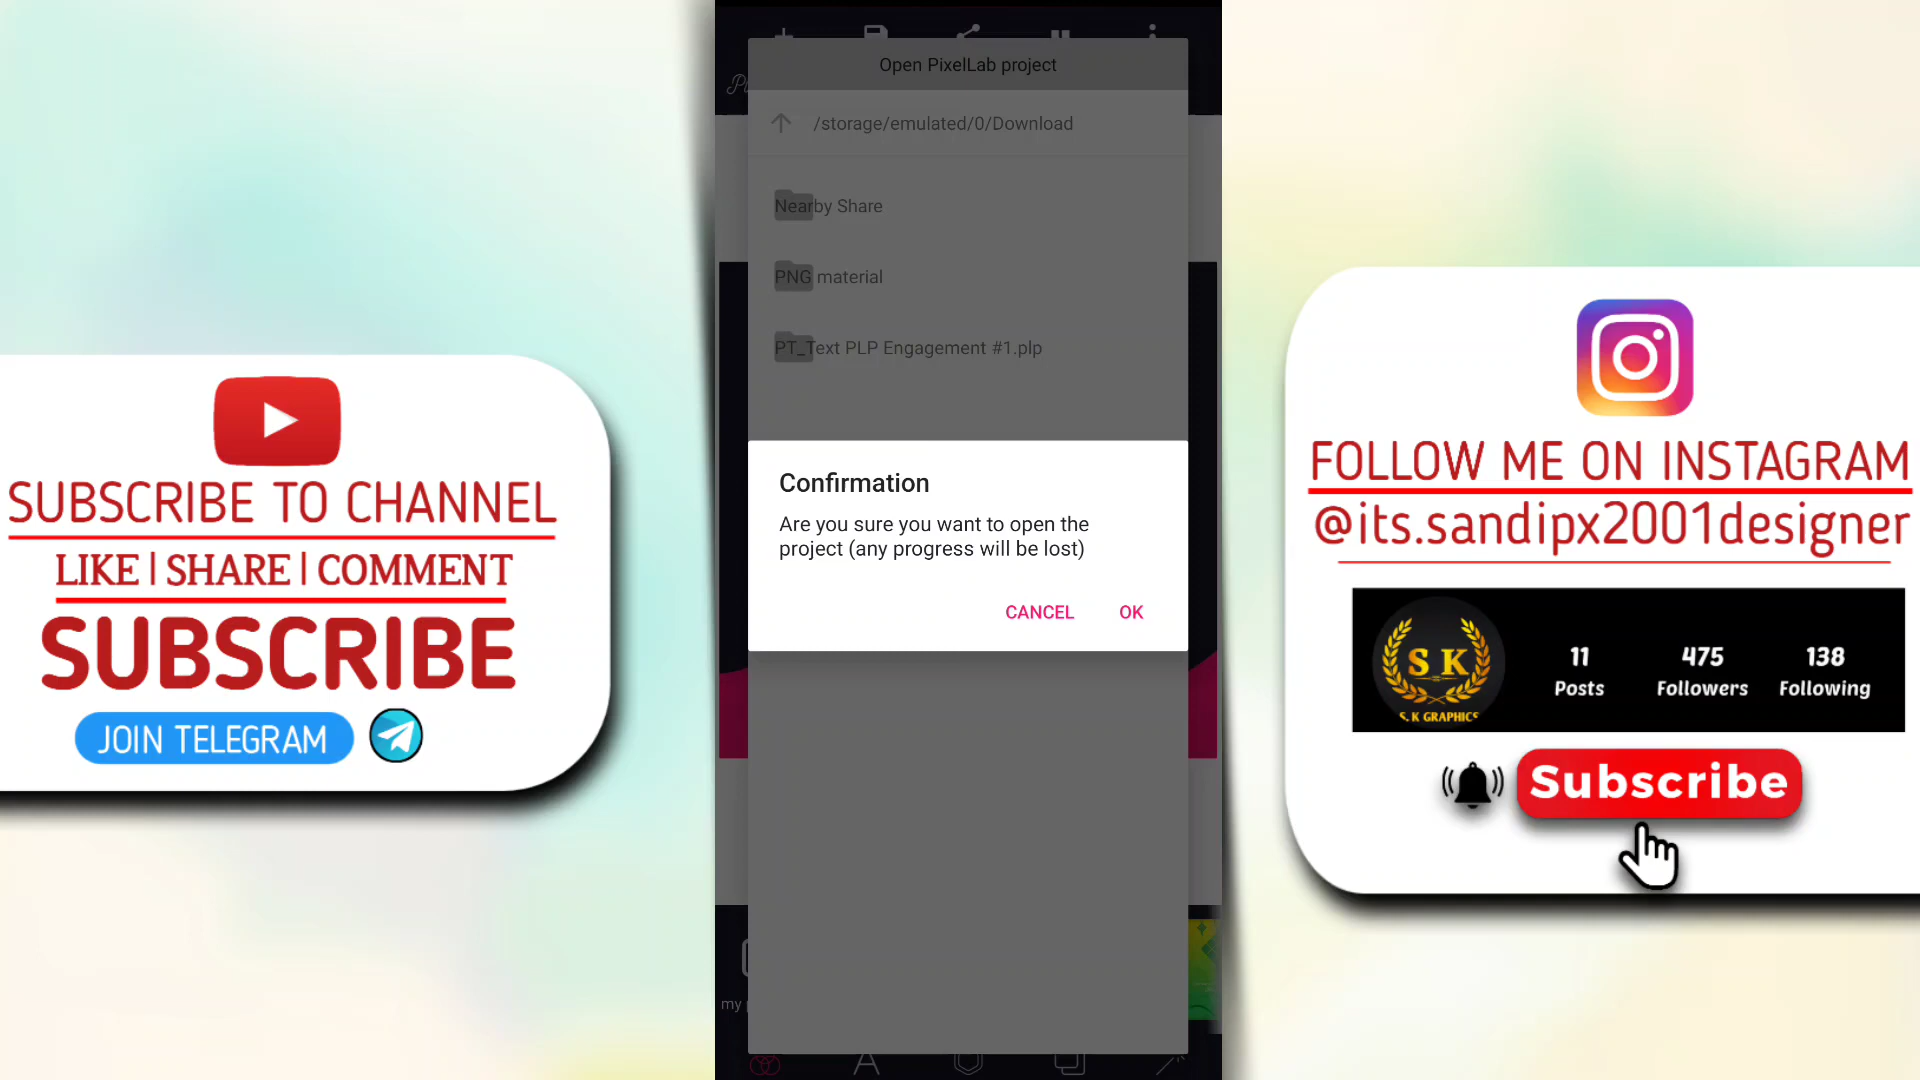 SUBSCRIBE TO CHANNEL
LIKE | SHARE | COMMENT
SUBSCRIBE
JOIN TELEGRAM
Open PixelLab project
/storage/emulated/0/Download
Nearby Share
PNG material
PT_Text PLP Engagement #1.plp
Confirmation
Are you sure you want to open the
project (any progress will be lost)
CANCEL OK
my
FOLLOW ME ON INSTAGRAM
@its.sandipx2001designer
S K
S.K GRAPHICS
11 475 138
Posts Followers Following
Subscribe